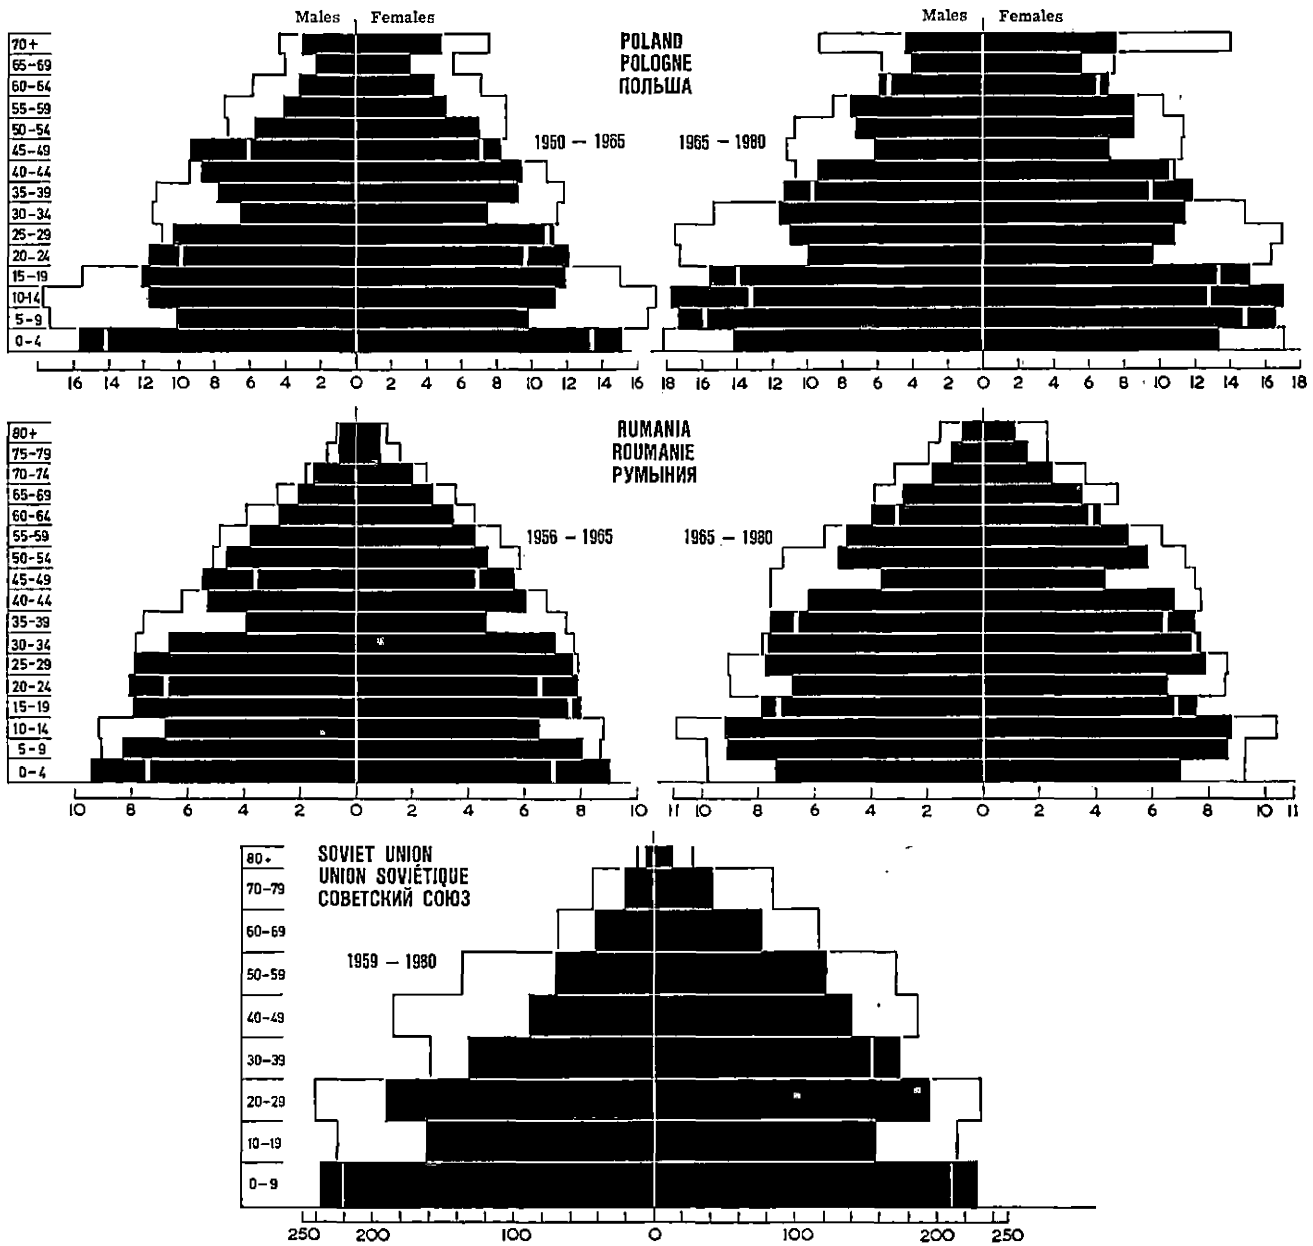 Males Females
Males Females
POLAND
POLOGNE
ПОЛЬША
1950 — 1965
1965 — 1980
70+
65-69
60-64
55-59
50-54
45-49
40-44
35-39
30-34
25-29
20-24
15-19
10-14
5-9
0-4
16 14 12 10 8 6 4 2 0 2 4 6 8 10 12 14 16
18 16 14 12 10 8 6 4 2 0 2 4 6 8 10 12 14 16 18
RUMANIA
ROUMANIE
РУМЫНИЯ
1956 — 1965
1965 — 1980
80+
75-79
70-74
65-69
60-64
55-59
50-54
45-49
40-44
35-39
30-34
25-29
20-24
15-19
10-14
5-9
0-4
10 8 6 4 2 0 2 4 6 8 10
11 10 8 6 4 2 0 2 4 6 8 10 11
SOVIET UNION
UNION SOVIÉTIQUE
СОВЕТСКИЙ СОЮЗ
1959 — 1980
80+
70-79
60-69
50-59
40-49
30-39
20-29
10-19
0-9
250 200 100 0 100 200 250